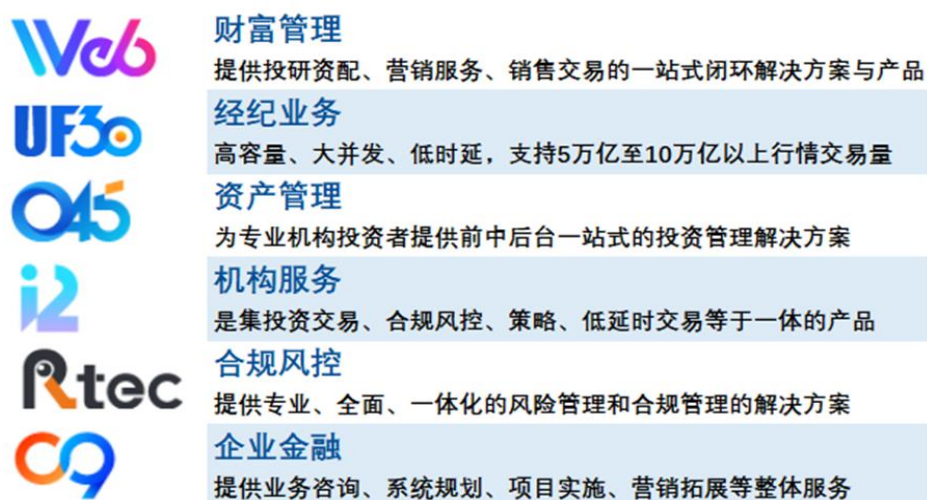 Web
财富管理
提供投研资配、营销服务、销售交易的一站式闭环解决方案与产品
UF30
经纪业务
高容量、大并发、低时延，支持5万亿至10万亿以上行情交易量
O45
资产管理
为专业机构投资者提供前中后台一站式的投资管理解决方案
i2
机构服务
是集投资交易、合规风控、策略、低延时交易等于一体的产品
Rtec
合规风控
提供专业、全面、一体化的风险管理和合规管理的解决方案
C9
企业金融
提供业务咨询、系统规划、项目实施、营销拓展等整体服务